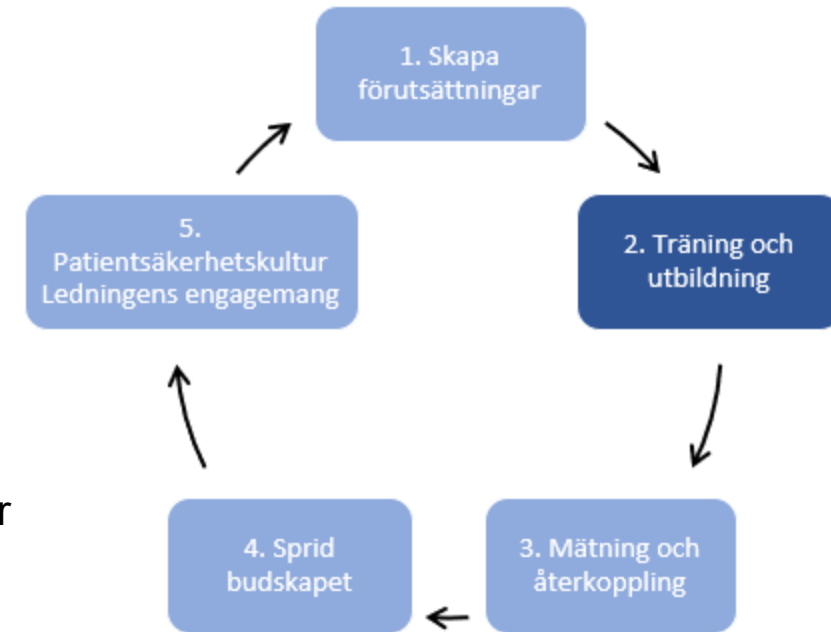 1. Skapa
förutsättningar
2. Träning och
utbildning
3. Mätning och
återkoppling
4. Sprid
budskapet
5.
Patientsäkerhetskultur
Ledningens engagemang
r